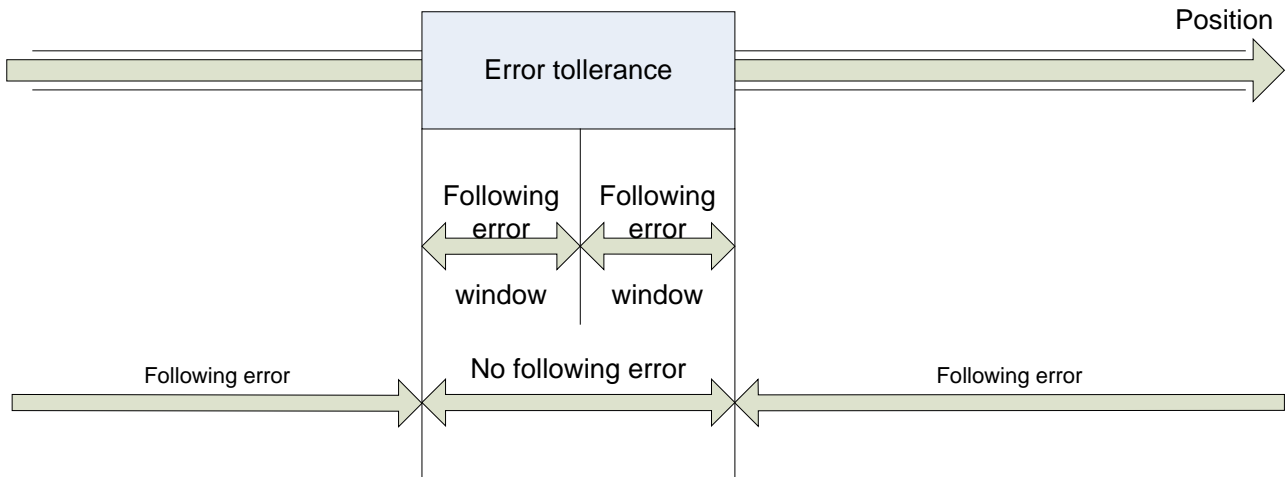 Position
Error tollerance
Following
error
window
Following
error
window
Following error
No following error
Following error